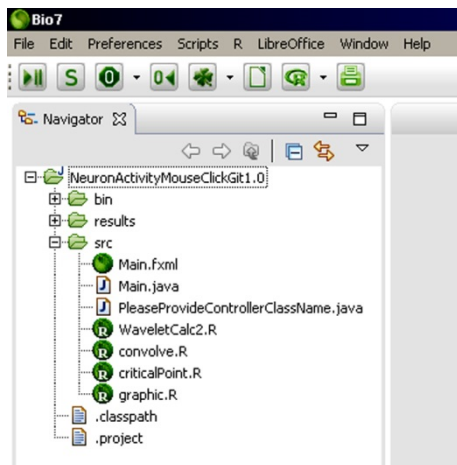 Bio7
File Edit Preferences Scripts R LibreOffice Window Help
Navigator
NeuronActivityMouseClickGit1.0
bin
results
src
Main.fxml
Main.java
PleaseProvideControllerClassName.java
WaveletCalc2.R
convolve.R
criticalPoint.R
graphic.R
.classpath
.project